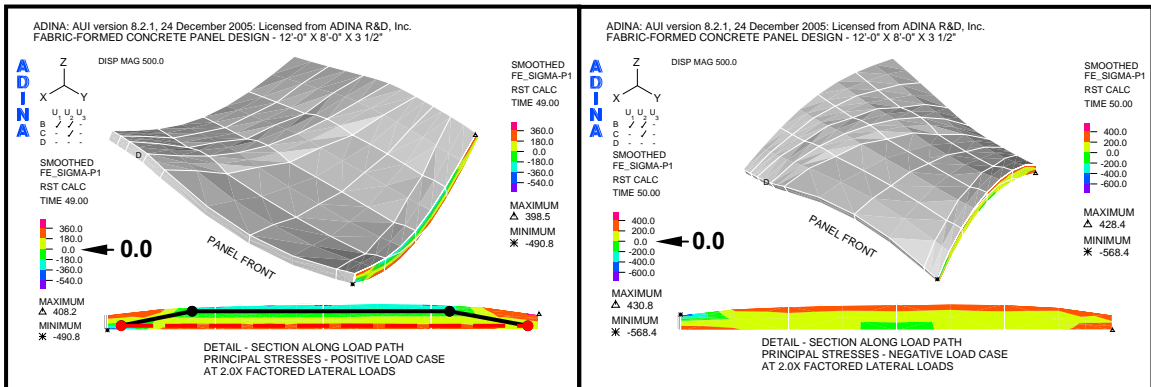 ADINA: AUI version 8.2.1, 24 December 2005: Licensed from ADINA R&D, Inc.
FABRIC-FORMED CONCRETE PANEL DESIGN - 12'-0" X 8'-0" X 3 1/2"
ADINA
Z
X
Y
DISP MAG 500.0
U1 U2 U3
B - ✓ -
C - ✓ -
D - - -
SMOOTHED
FE_SIGMA-P1
RST CALC
TIME 49.00
360.0
180.0
0.0
-180.0
-360.0
-540.0
0.0
MAXIMUM
408.2
MINIMUM
-490.8
D
PANEL FRONT
SMOOTHED
FE_SIGMA-P1
RST CALC
TIME 49.00
360.0
180.0
0.0
-180.0
-360.0
-540.0
MAXIMUM
398.5
MINIMUM
-490.8
DETAIL - SECTION ALONG LOAD PATH
PRINCIPAL STRESSES - POSITIVE LOAD CASE
AT 2.0X FACTORED LATERAL LOADS
ADINA: AUI version 8.2.1, 24 December 2005: Licensed from ADINA R&D, Inc.
FABRIC-FORMED CONCRETE PANEL DESIGN - 12'-0" X 8'-0" X 3 1/2"
ADINA
Z
X
Y
DISP MAG 500.0
U1 U2 U3
B - ✓ -
C - ✓ -
D - - -
SMOOTHED
FE_SIGMA-P1
RST CALC
TIME 50.00
400.0
200.0
0.0
-200.0
-400.0
-600.0
0.0
MAXIMUM
430.8
MINIMUM
-568.4
D
PANEL FRONT
SMOOTHED
FE_SIGMA-P1
RST CALC
TIME 50.00
400.0
200.0
0.0
-200.0
-400.0
-600.0
MAXIMUM
428.4
MINIMUM
-568.4
DETAIL - SECTION ALONG LOAD PATH
PRINCIPAL STRESSES - NEGATIVE LOAD CASE
AT 2.0X FACTORED LATERAL LOADS